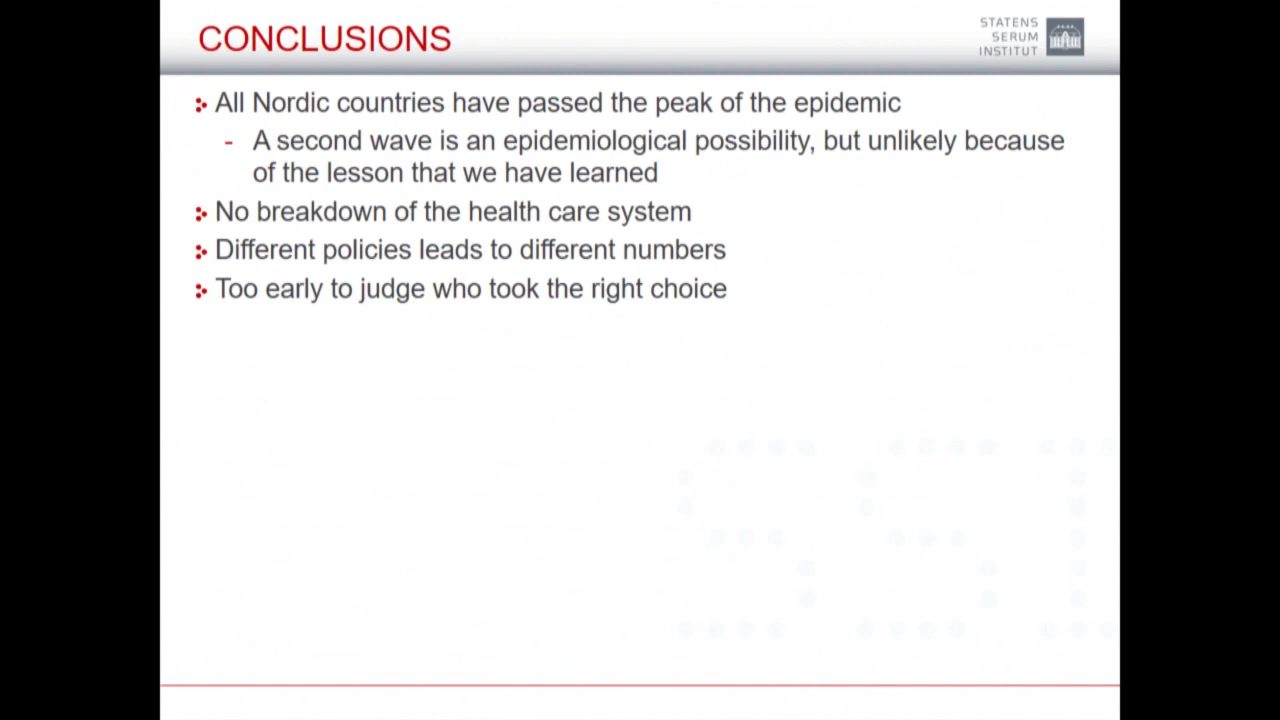 CONCLUSIONS
STATENS
SERUM
INSTITUT
All Nordic countries have passed the peak of the epidemic
- A second wave is an epidemiological possibility, but unlikely because
of the lesson that we have learned
No breakdown of the health care system
Different policies leads to different numbers
Too early to judge who took the right choice